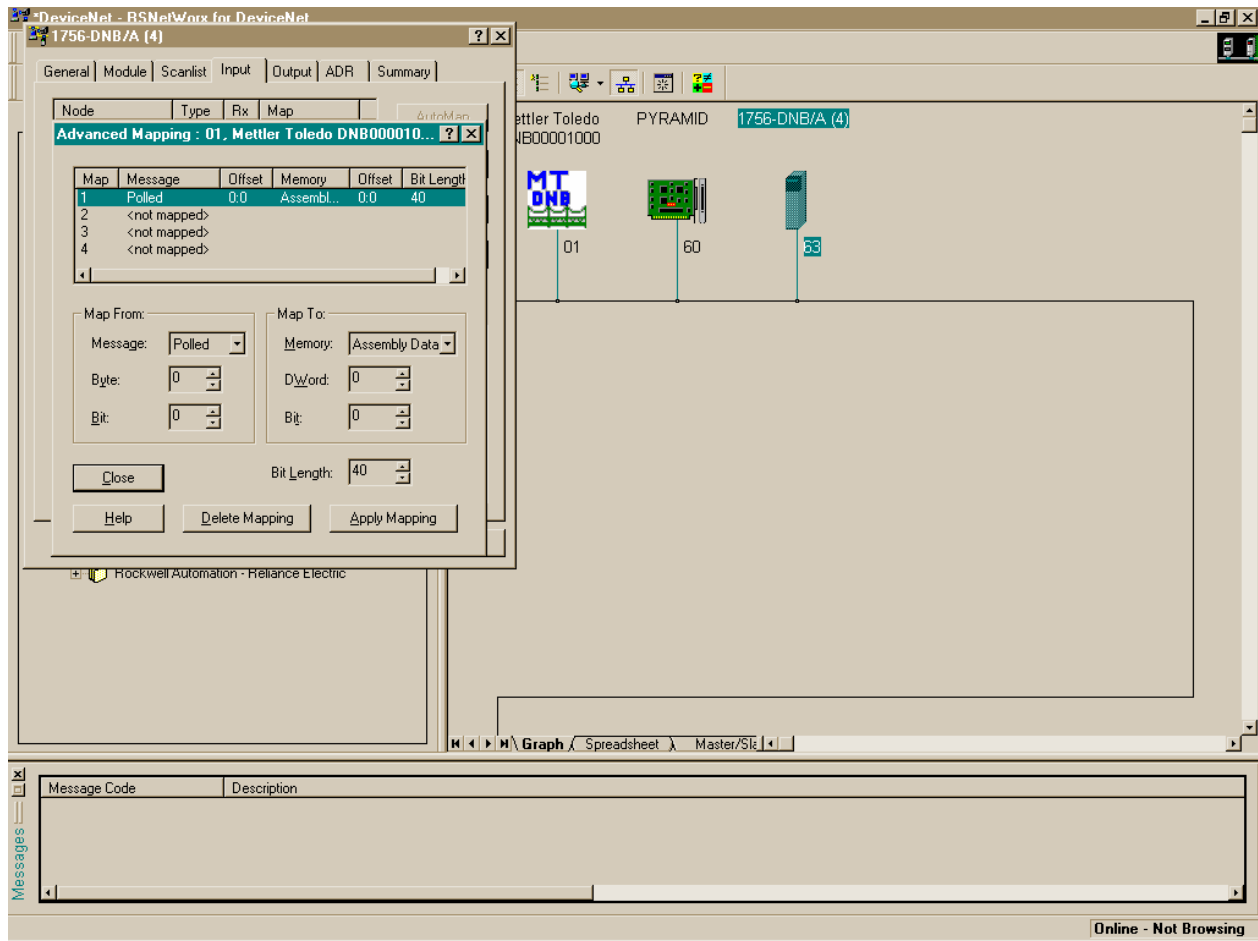 *DeviceNet - RSNetWorx for DeviceNet
1756-DNB/A (4)
General Module Scanlist Input Output ADR Summary
Node Type Rx Map AutoMap
Advanced Mapping : 01, Mettler Toledo DNB000010...
Map Message Offset Memory Offset Bit Length
1 Polled 0:0 Assembl... 0:0 40
2 <not mapped>
3 <not mapped>
4 <not mapped>
Map From:
Message: Polled
Byte: 0
Bit: 0
Map To:
Memory: Assembly Data
DWord: 0
Bit: 0
Bit Length: 40
Close
Help Delete Mapping Apply Mapping
Rockwell Automation - Reliance Electric
ettler Toledo
NB00001000
MT
DNB
01
PYRAMID
60
1756-DNB/A (4)
63
Graph Spreadsheet Master/Sla
Messages
Message Code Description
Online - Not Browsing